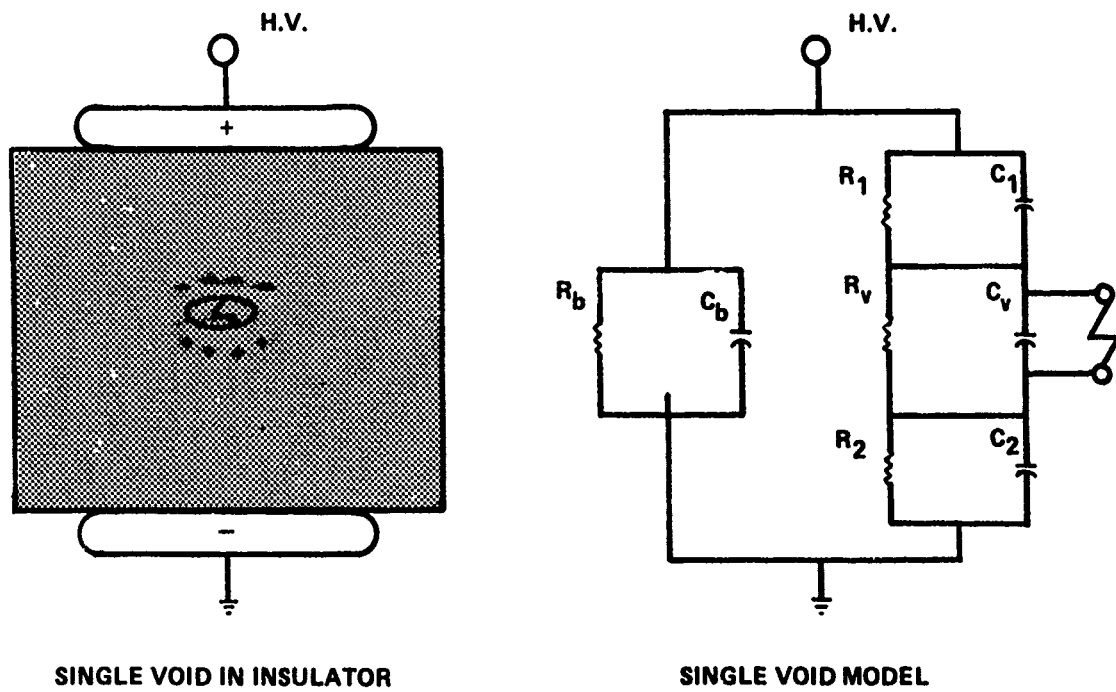 H.V.
+
−
SINGLE VOID IN INSULATOR
H.V.
R1
C1
Rb
Cb
Rv
Cv
R2
C2
SINGLE VOID MODEL